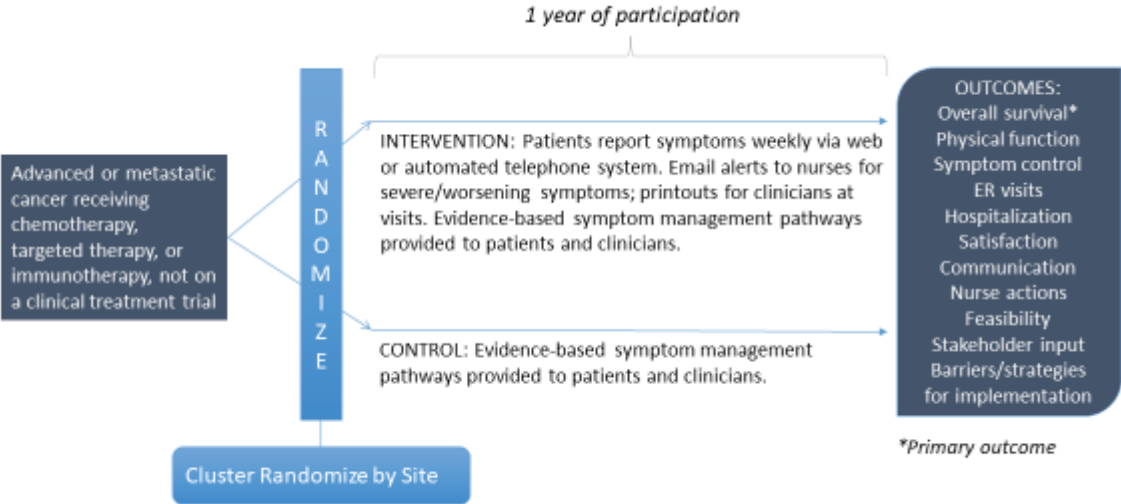 1 year of participation
Advanced or metastatic
cancer receiving
chemotherapy,
targeted therapy, or
immunotherapy, not on
a clinical treatment trial
RANDOMIZE
INTERVENTION: Patients report symptoms weekly via web
or automated telephone system. Email alerts to nurses for
severe/worsening symptoms; printouts for clinicians at
visits. Evidence-based symptom management pathways
provided to patients and clinicians.
CONTROL: Evidence-based symptom management
pathways provided to patients and clinicians.
OUTCOMES:
Overall survival*
Physical function
Symptom control
ER visits
Hospitalization
Satisfaction
Communication
Nurse actions
Feasibility
Stakeholder input
Barriers/strategies
for implementation
*Primary outcome
Cluster Randomize by Site